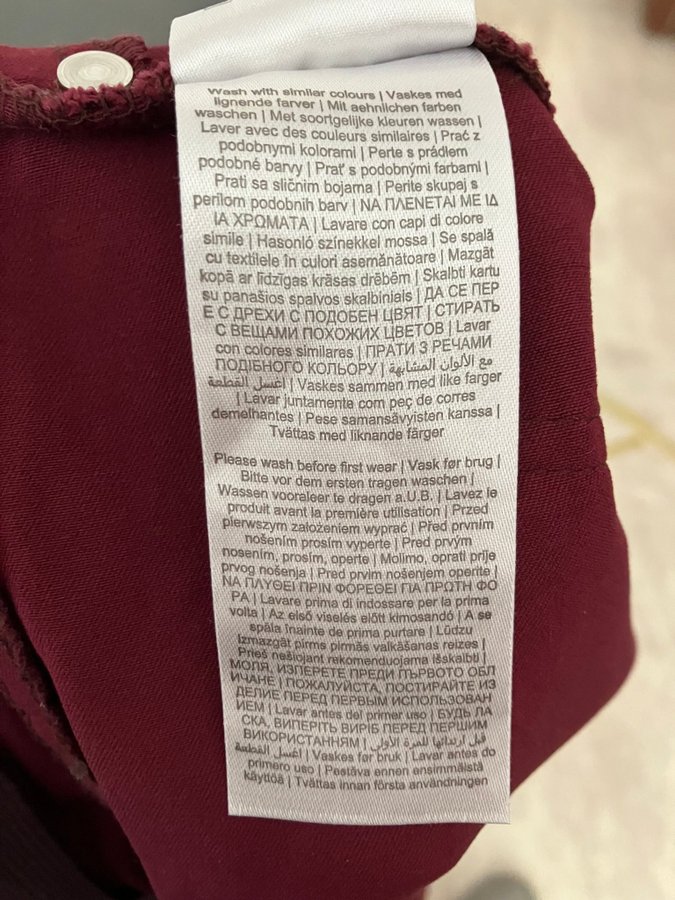 Wash with similar colours | Vaskes med
lignende farver | Mit aehnlichen farben
waschen | Met soortgelijke kleuren wassen |
Laver avec des couleurs similaires | Prać z
podobnymi kolorami | Perte s prádlem
podobné barvy | Prať s podobnými farbami |
Prati sa sličnim bojama | Perite skupaj s
perilom podobnih barv | ΝΑ ΠΛΕΝΕΤΑΙ ΜΕ ΙΔ
ΙΑ ΧΡΩΜΑΤΑ | Lavare con capi di colore
simile | Hasonló színekkel mossa | Se spală
cu textilele în culori asemănătoare | Mazgāt
kopā ar līdzīgas krāsas drēbēm | Skalbti kartu
su panašios spalvos skalbiniais | ДА СЕ ПЕР
Е С ДРЕХИ С ПОДОБЕН ЦВЯТ | СТИРАТЬ
С ВЕЩАМИ ПОХОЖИХ ЦВЕТОВ | Lavar
con colores similares | ПРАТИ З РЕЧАМИ
ПОДІБНОГО КОЛЬОРУ | مع الألوان المشابهة
اغسل القطعة | Vaskes sammen med like farger
| Lavar juntamente com peç de corres
demelhantes | Pese samansävyisten kanssa |
Tvättas med liknande färger
Please wash before first wear | Vask før brug |
Bitte vor dem ersten tragen waschen |
Wassen vooraleer te dragen a.U.B. | Lavez le
produit avant la première utilisation | Przed
pierwszym założeniem wyprać | Před prvním
nošením prosím vyperte | Pred prvým
nosením, prosím, operte | Molimo, oprati prije
prvog nošenja | Pred prvim nošenjem operite |
ΝΑ ΠΛΥΘΕΙ ΠΡΙΝ ΦΟΡΕΘΕΙ ΓΙΑ ΠΡΩΤΗ ΦΟ
ΡΑ | Lavare prima di indossare per la prima
volta | Az első viselés előtt kimosandó | A se
spăla înainte de prima purtare | Lūdzu
Izmazgāt pirms pirmās valkāšanas reizes |
Prieš nešiojant rakomenduojama išskalbti |
МОЛЯ, ИЗПЕРЕТЕ ПРЕДИ ПЪРВОТО ОБЛ
ИЧАНЕ | ПОЖАЛУЙСТА, ПОСТИРАЙТЕ ИЗ
ДЕЛИЕ ПЕРЕД ПЕРВЫМ ИСПОЛЬЗОВАН
ИЕМ | Lavar antes del primer uso | БУДЬ ЛА
СКА, ВИПЕРІТЬ ВИРІБ ПЕРЕД ПЕРШИМ
ВИКОРИСТАННЯМ | قبل ارتدائها للمرة الأولى
اغسل القطعة | Vaskes før bruk | Lavar antes do
primero uso | Pestävä ennen ensimmäistä
käyttöä | Tvättas innan första användningen